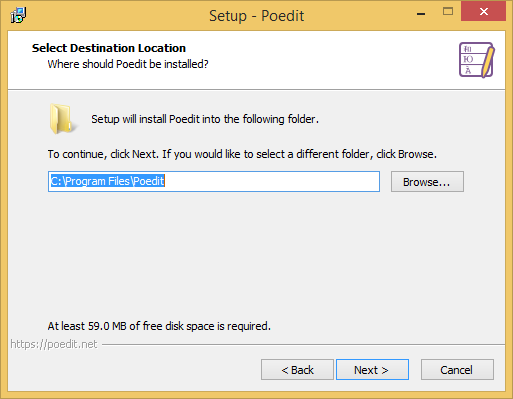 Setup - Poedit
Select Destination Location
Where should Poedit be installed?
Setup will install Poedit into the following folder.
To continue, click Next. If you would like to select a different folder, click Browse.
C:\Program Files\Poedit
Browse...
At least 59.0 MB of free disk space is required.
https://poedit.net
< Back
Next >
Cancel